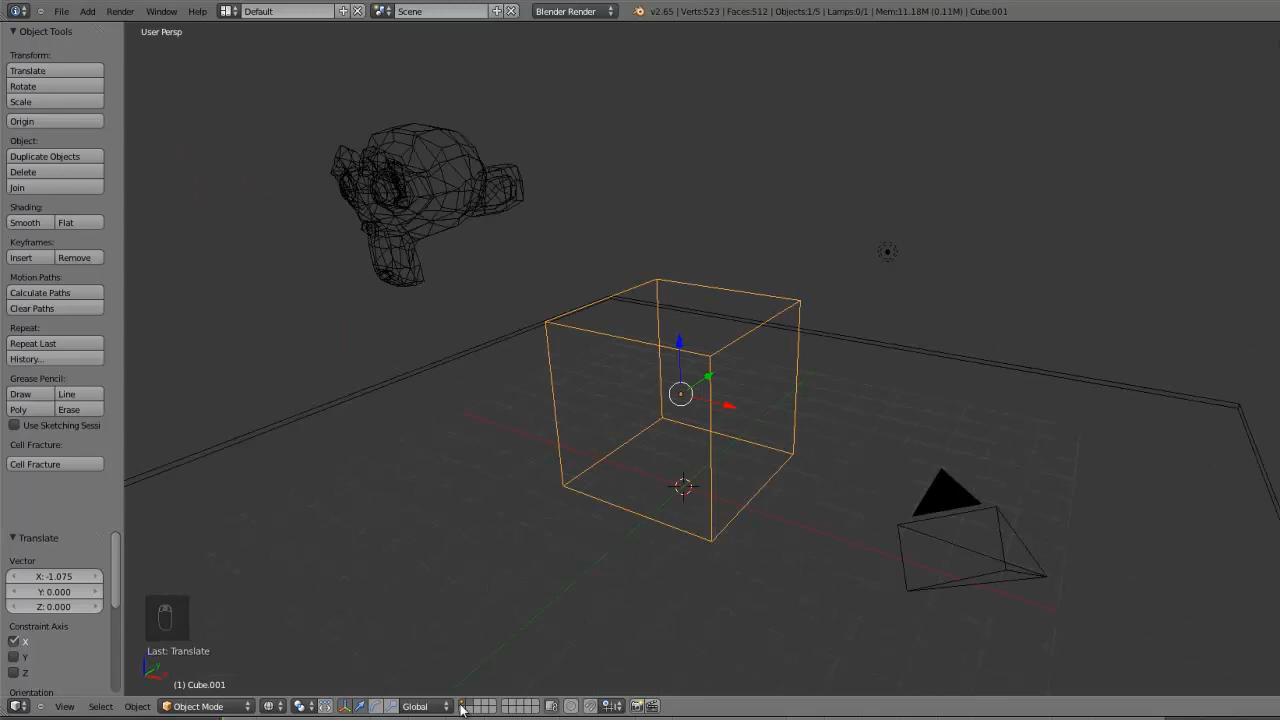 File Add Render Window Help Default Scene Blender Render v2.65 | Verts:523 | Faces:512 | Objects:1/5 | Lamps:0/1 | Mem:11.18M (0.11M) | Cube.001
Object Tools
User Persp
Transform:
Translate
Rotate
Scale
Origin
Object:
Duplicate Objects
Delete
Join
Shading:
Smooth Flat
Keyframes:
Insert Remove
Motion Paths:
Calculate Paths
Clear Paths
Repeat:
Repeat Last
History...
Grease Pencil:
Draw Line
Poly Erase
Use Sketching Sessi
Cell Fracture:
Cell Fracture
Translate
Vector
X: -1.075
Y: 0.000
Z: 0.000
Constraint Axis
X
Y
Z
Orientation
Last: Translate
(1) Cube.001
View Select Object Object Mode Global